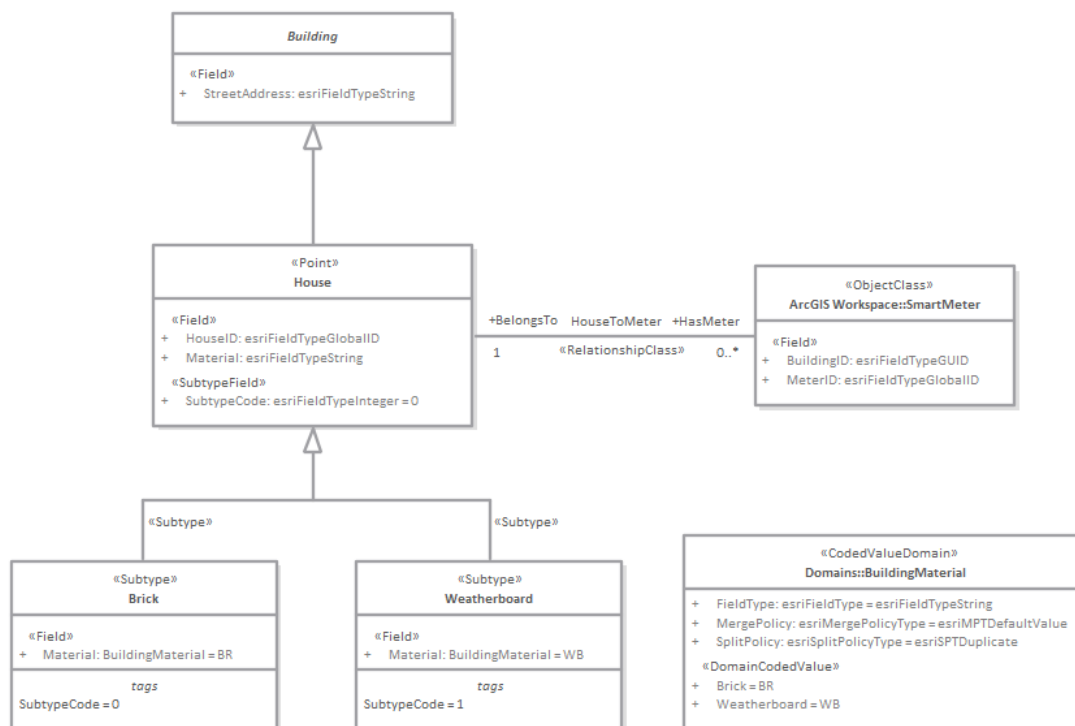 Building
«Field»
+ StreetAddress: esriFieldTypeString
«Point»
House
«Field»
+ HouseID: esriFieldTypeGlobalID
+ Material: esriFieldTypeString
«SubtypeField»
+ SubtypeCode: esriFieldTypeInteger = 0
+BelongsTo HouseToMeter +HasMeter
1 «RelationshipClass» 0..*
«ObjectClass»
ArcGIS Workspace::SmartMeter
«Field»
+ BuildingID: esriFieldTypeGUID
+ MeterID: esriFieldTypeGlobalID
«Subtype»
«Subtype»
«Subtype»
Brick
«Field»
+ Material: BuildingMaterial = BR
tags
SubtypeCode = 0
«Subtype»
Weatherboard
«Field»
+ Material: BuildingMaterial = WB
tags
SubtypeCode = 1
«CodedValueDomain»
Domains::BuildingMaterial
+ FieldType: esriFieldType = esriFieldTypeString
+ MergePolicy: esriMergePolicyType = esriMPTDefaultValue
+ SplitPolicy: esriSplitPolicyType = esriSPTDuplicate
«DomainCodedValue»
+ Brick = BR
+ Weatherboard = WB